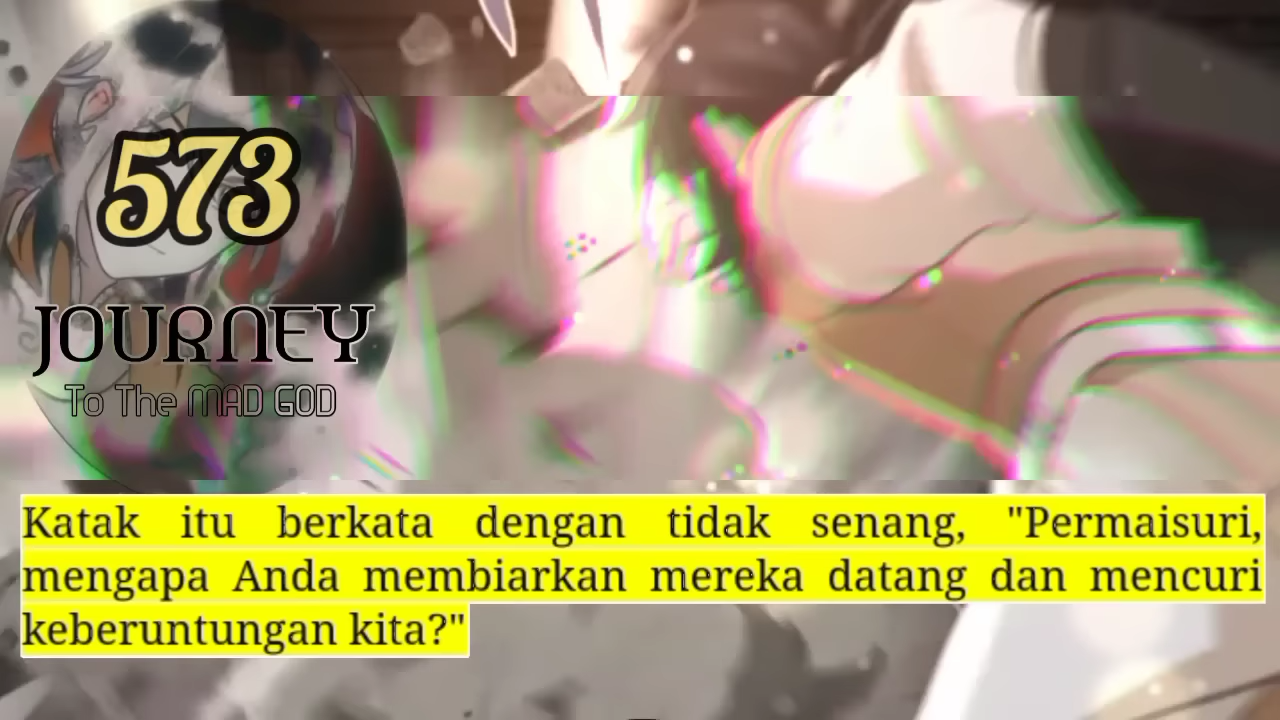 573
JOURNEY
To The MAD GOD
Katak itu berkata dengan tidak senang, "Permaisuri,
mengapa Anda membiarkan mereka datang dan mencuri
keberuntungan kita?"